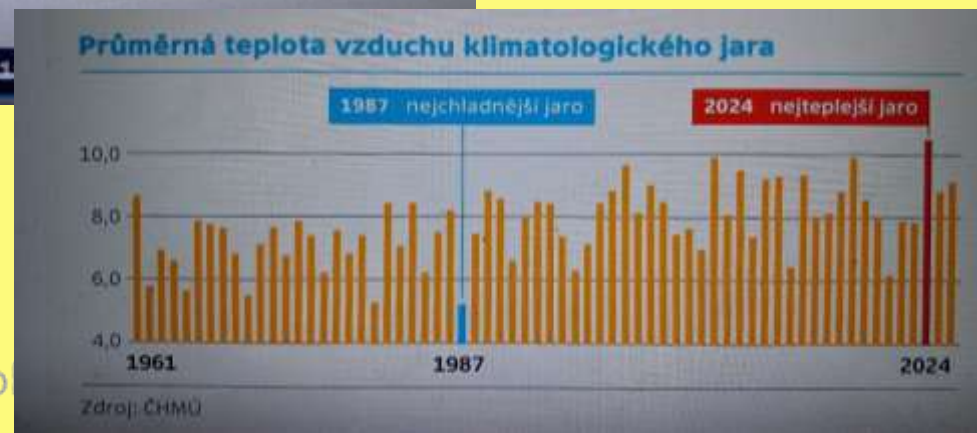 Průměrná teplota vzduchu klimatologického jara
1987 nejchladnější jaro
2024 nejteplejší jaro
10,0
8,0
6,0
4,0
1961
1987
2024
Zdroj: ČHMÚ